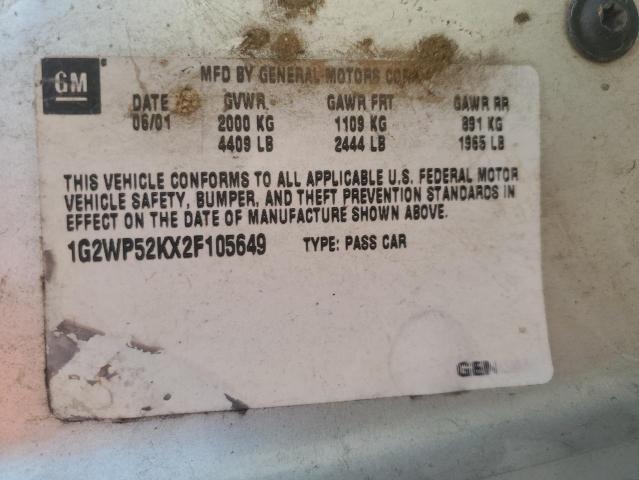 GM
MFD BY GENERAL MOTORS CORP
DATE GVWR GAWR FRT GAWR RR
06/01 2000 KG 1109 KG 891 KG
4409 LB 2444 LB 1965 LB
THIS VEHICLE CONFORMS TO ALL APPLICABLE U.S. FEDERAL MOTOR
VEHICLE SAFETY, BUMPER, AND THEFT PREVENTION STANDARDS IN
EFFECT ON THE DATE OF MANUFACTURE SHOWN ABOVE.
1G2WP52KX2F105649 TYPE: PASS CAR